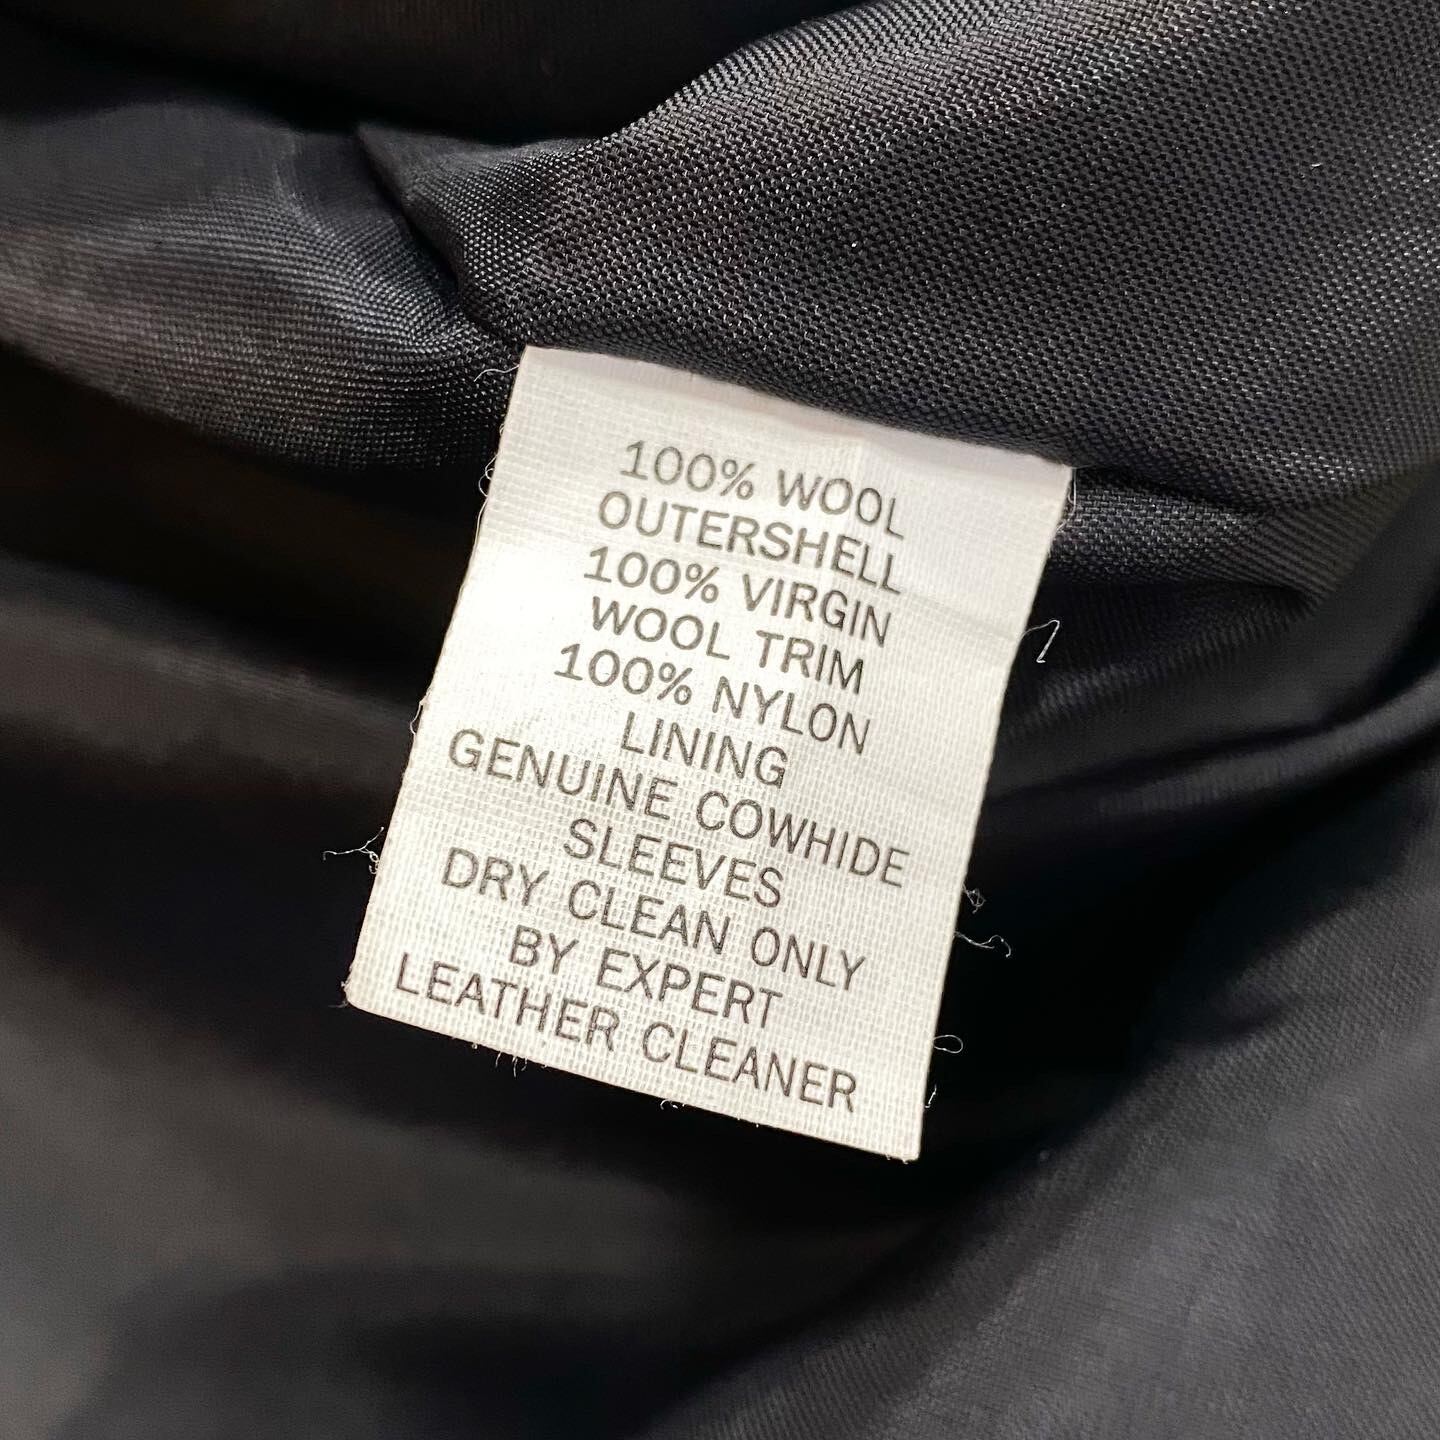 100% WOOL
OUTERSHELL
100% VIRGIN
WOOL TRIM
100% NYLON
LINING
GENUINE COWHIDE
SLEEVES
DRY CLEAN ONLY
BY EXPERT
LEATHER CLEANER